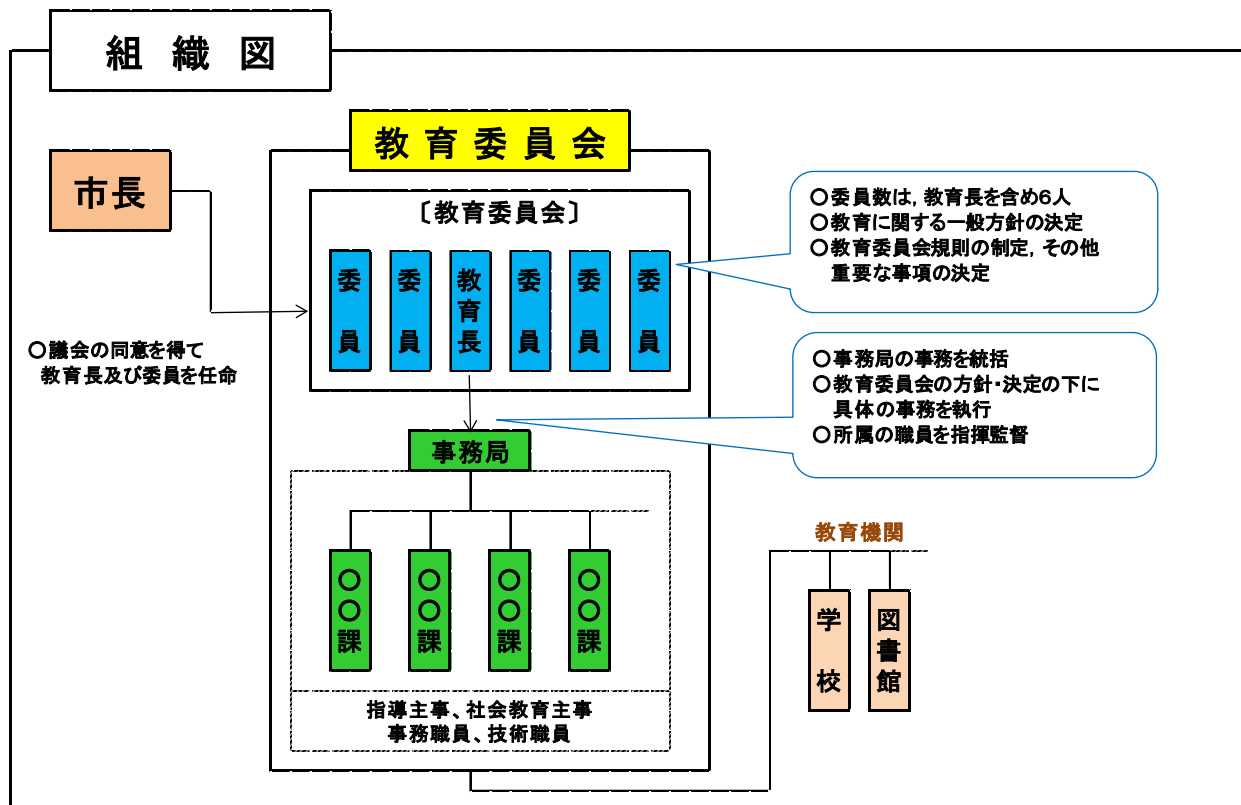 組織図
教育委員会
市長
〔教育委員会〕
委員
委員
教育長
委員
委員
委員
○議会の同意を得て
教育長及び委員を任命
○委員数は，教育長を含め6人
○教育に関する一般方針の決定
○教育委員会規則の制定，その他
重要な事項の決定
○事務局の事務を統括
○教育委員会の方針・決定の下に
具体の事務を執行
○所属の職員を指揮監督
事務局
○○課
○○課
○○課
○○課
指導主事、社会教育主事
事務職員、技術職員
教育機関
学校
図書館